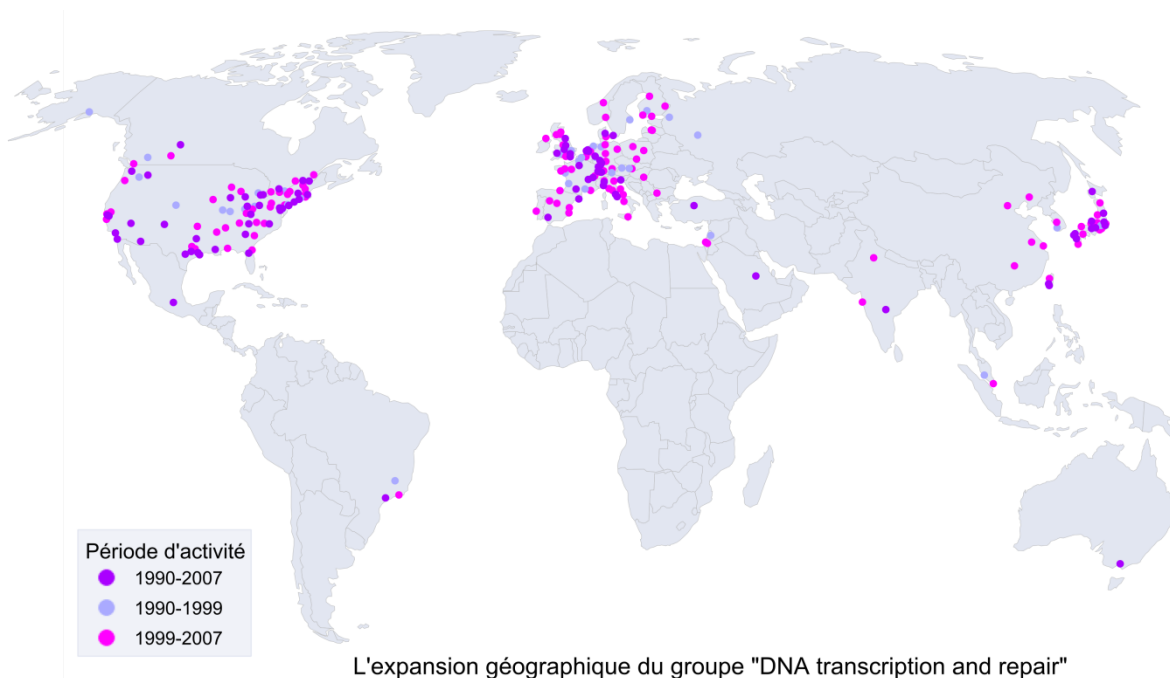 Période d'activité
1990-2007
1990-1999
1999-2007
L'expansion géographique du groupe "DNA transcription and repair"